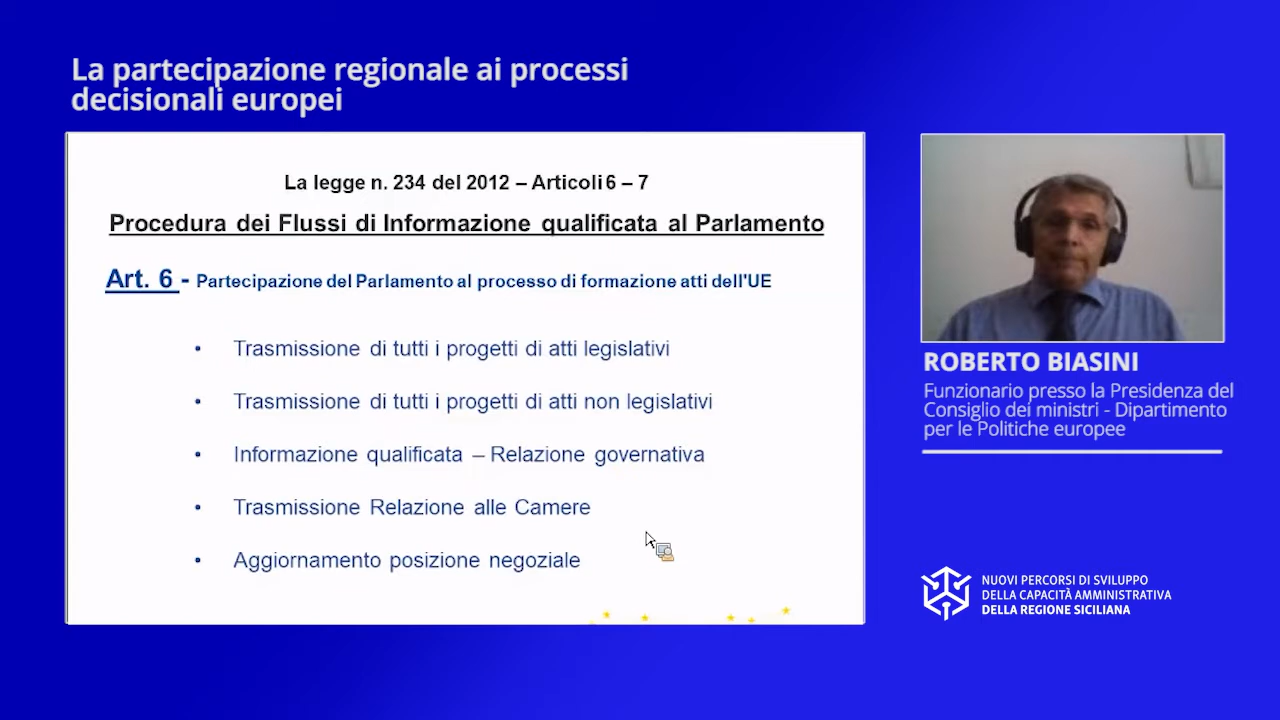 La partecipazione regionale ai processi
decisionali europei
La legge n. 234 del 2012 – Articoli 6 – 7
Procedura dei Flussi di Informazione qualificata al Parlamento
Art. 6 - Partecipazione del Parlamento al processo di formazione atti dell'UE
• Trasmissione di tutti i progetti di atti legislativi
• Trasmissione di tutti i progetti di atti non legislativi
• Informazione qualificata – Relazione governativa
• Trasmissione Relazione alle Camere
• Aggiornamento posizione negoziale
ROBERTO BIASINI
Funzionario presso la Presidenza del
Consiglio dei ministri - Dipartimento
per le Politiche europee
NUOVI PERCORSI DI SVILUPPO
DELLA CAPACITÀ AMMINISTRATIVA
DELLA REGIONE SICILIANA